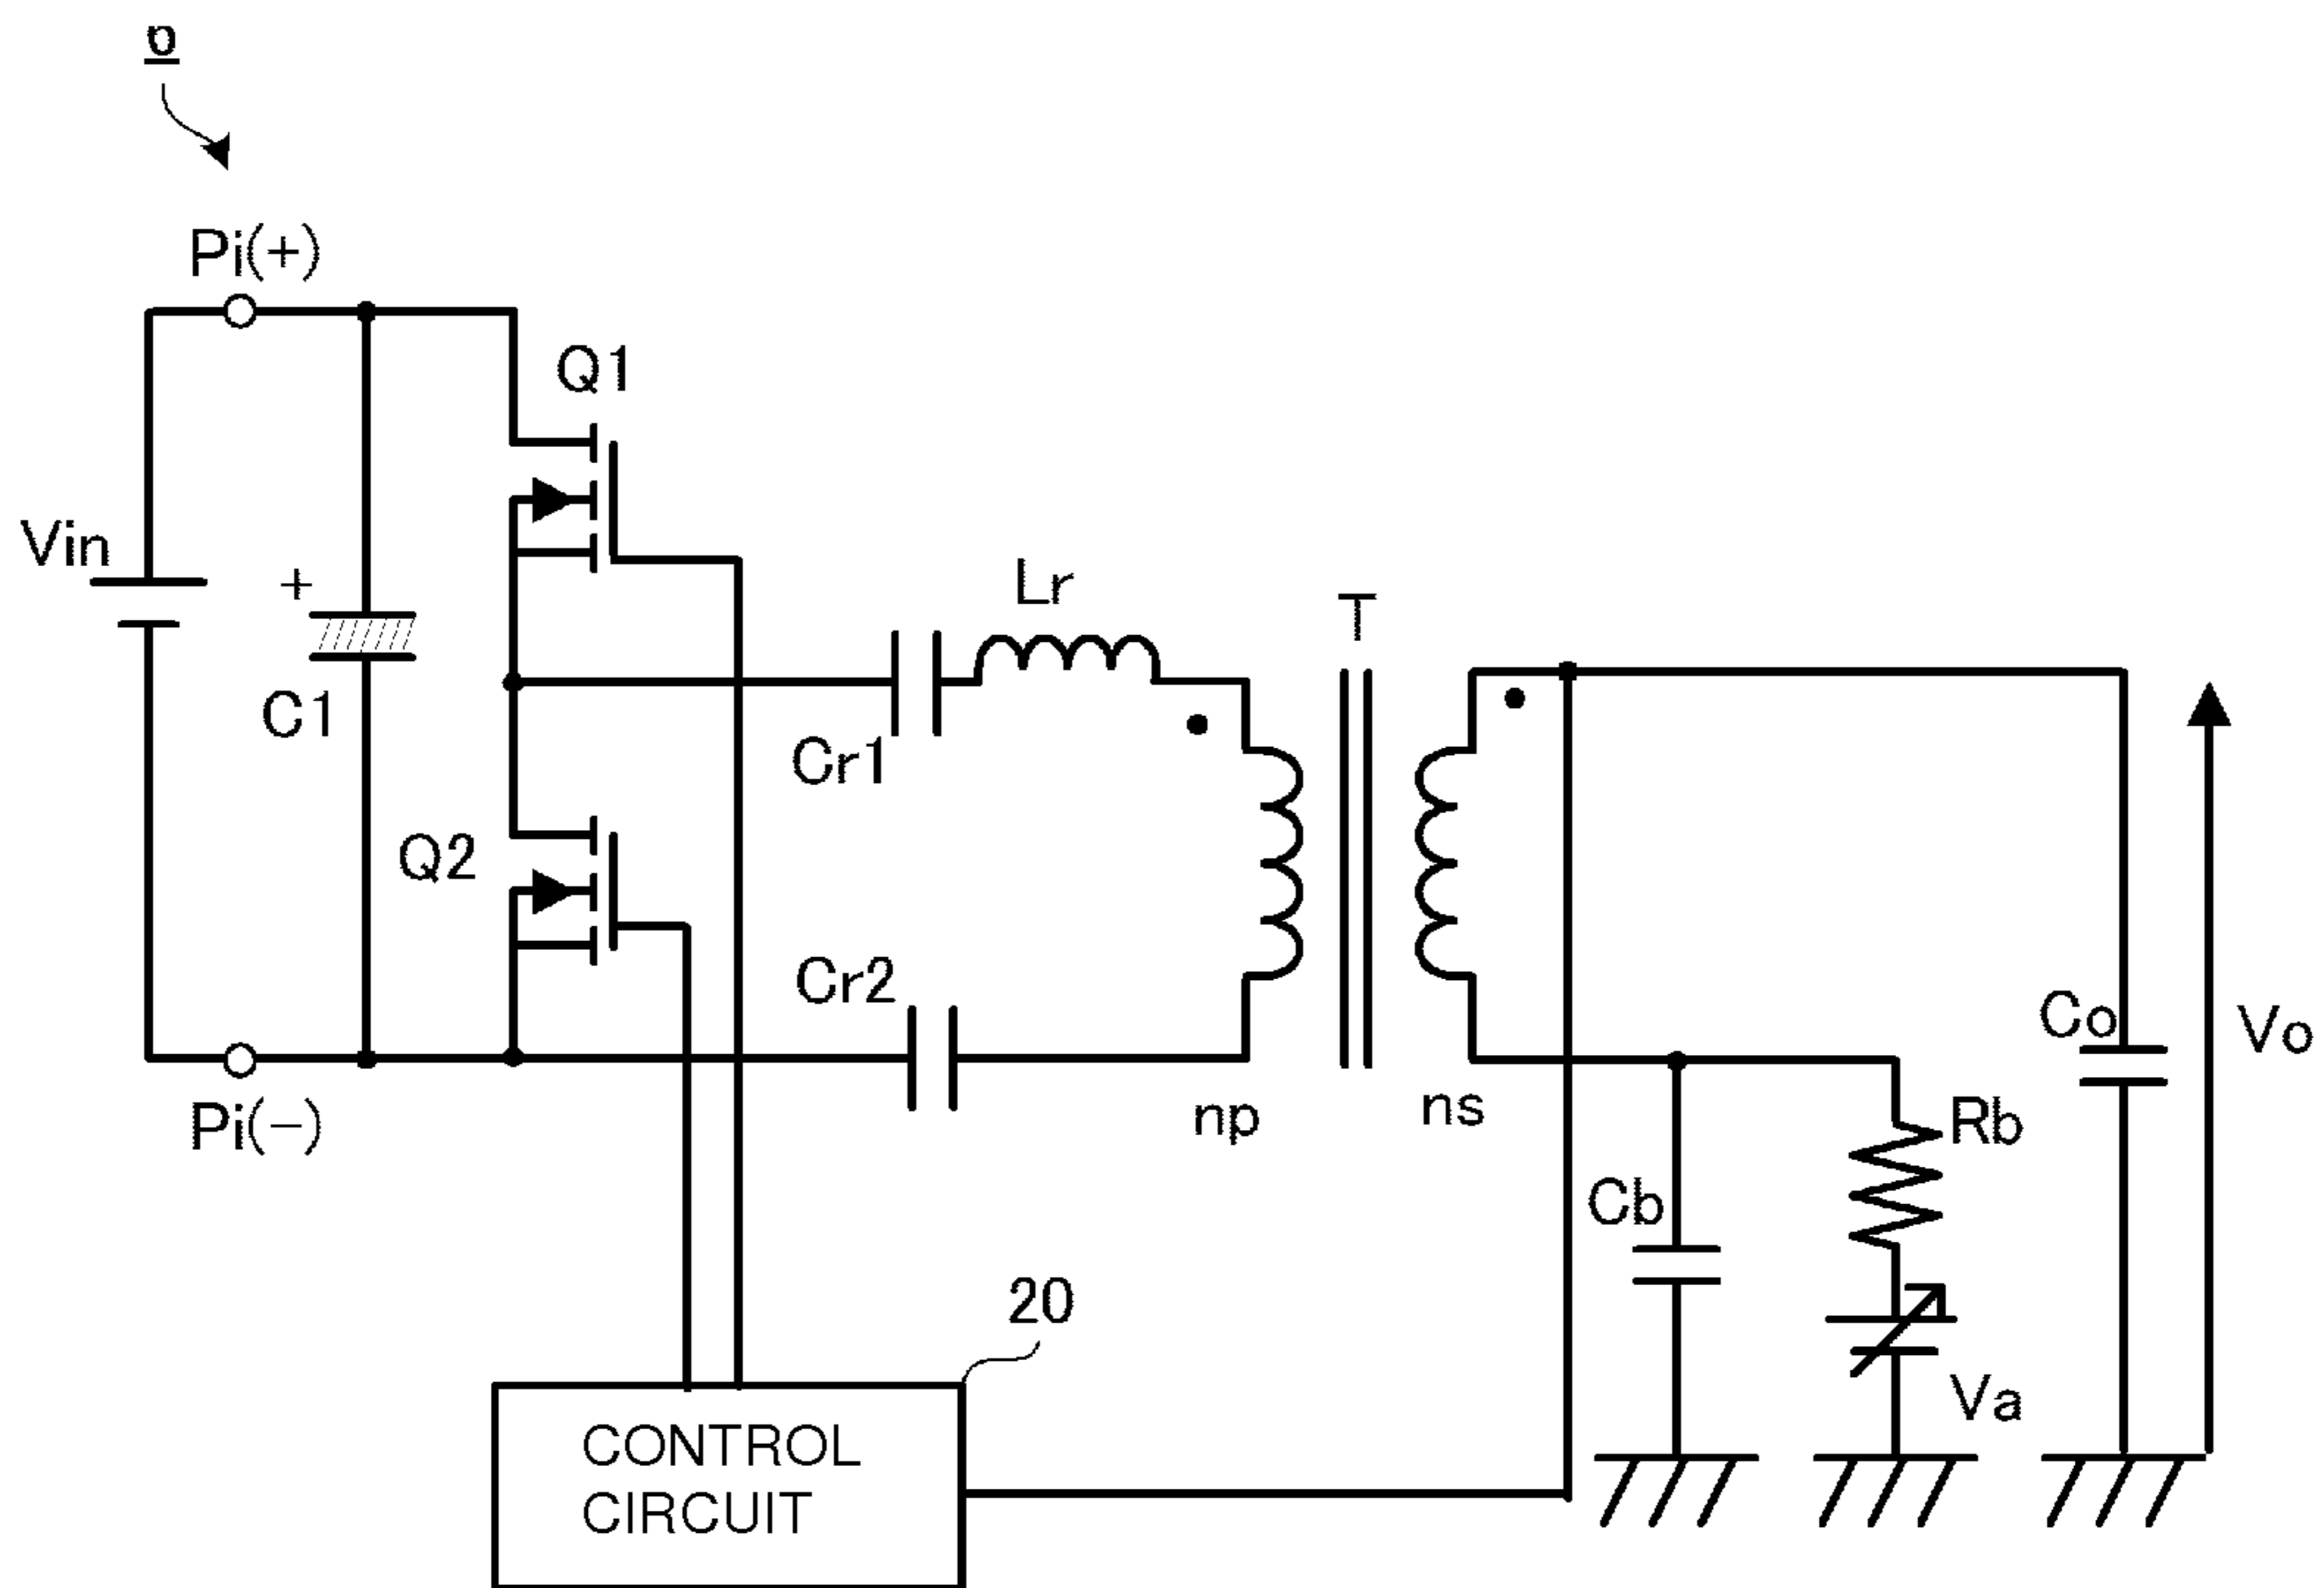 Pi(+)
Q1
Vin
+
Lr
T
C1
Cr1
Q2
Cr2
Co
Vo
Pi(−)
np
ns
Rb
Cb
20
Va
CONTROL
CIRCUIT